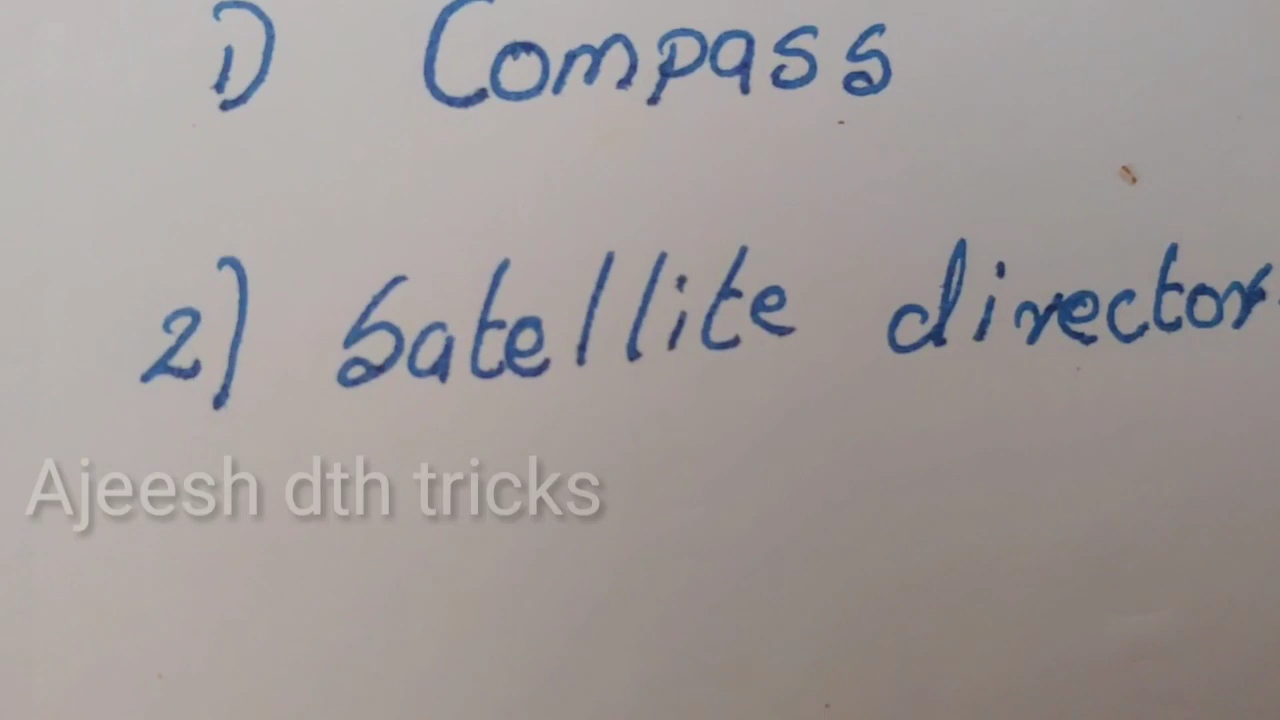 1) Compass
2) Satellite director
Ajeesh dth tricks